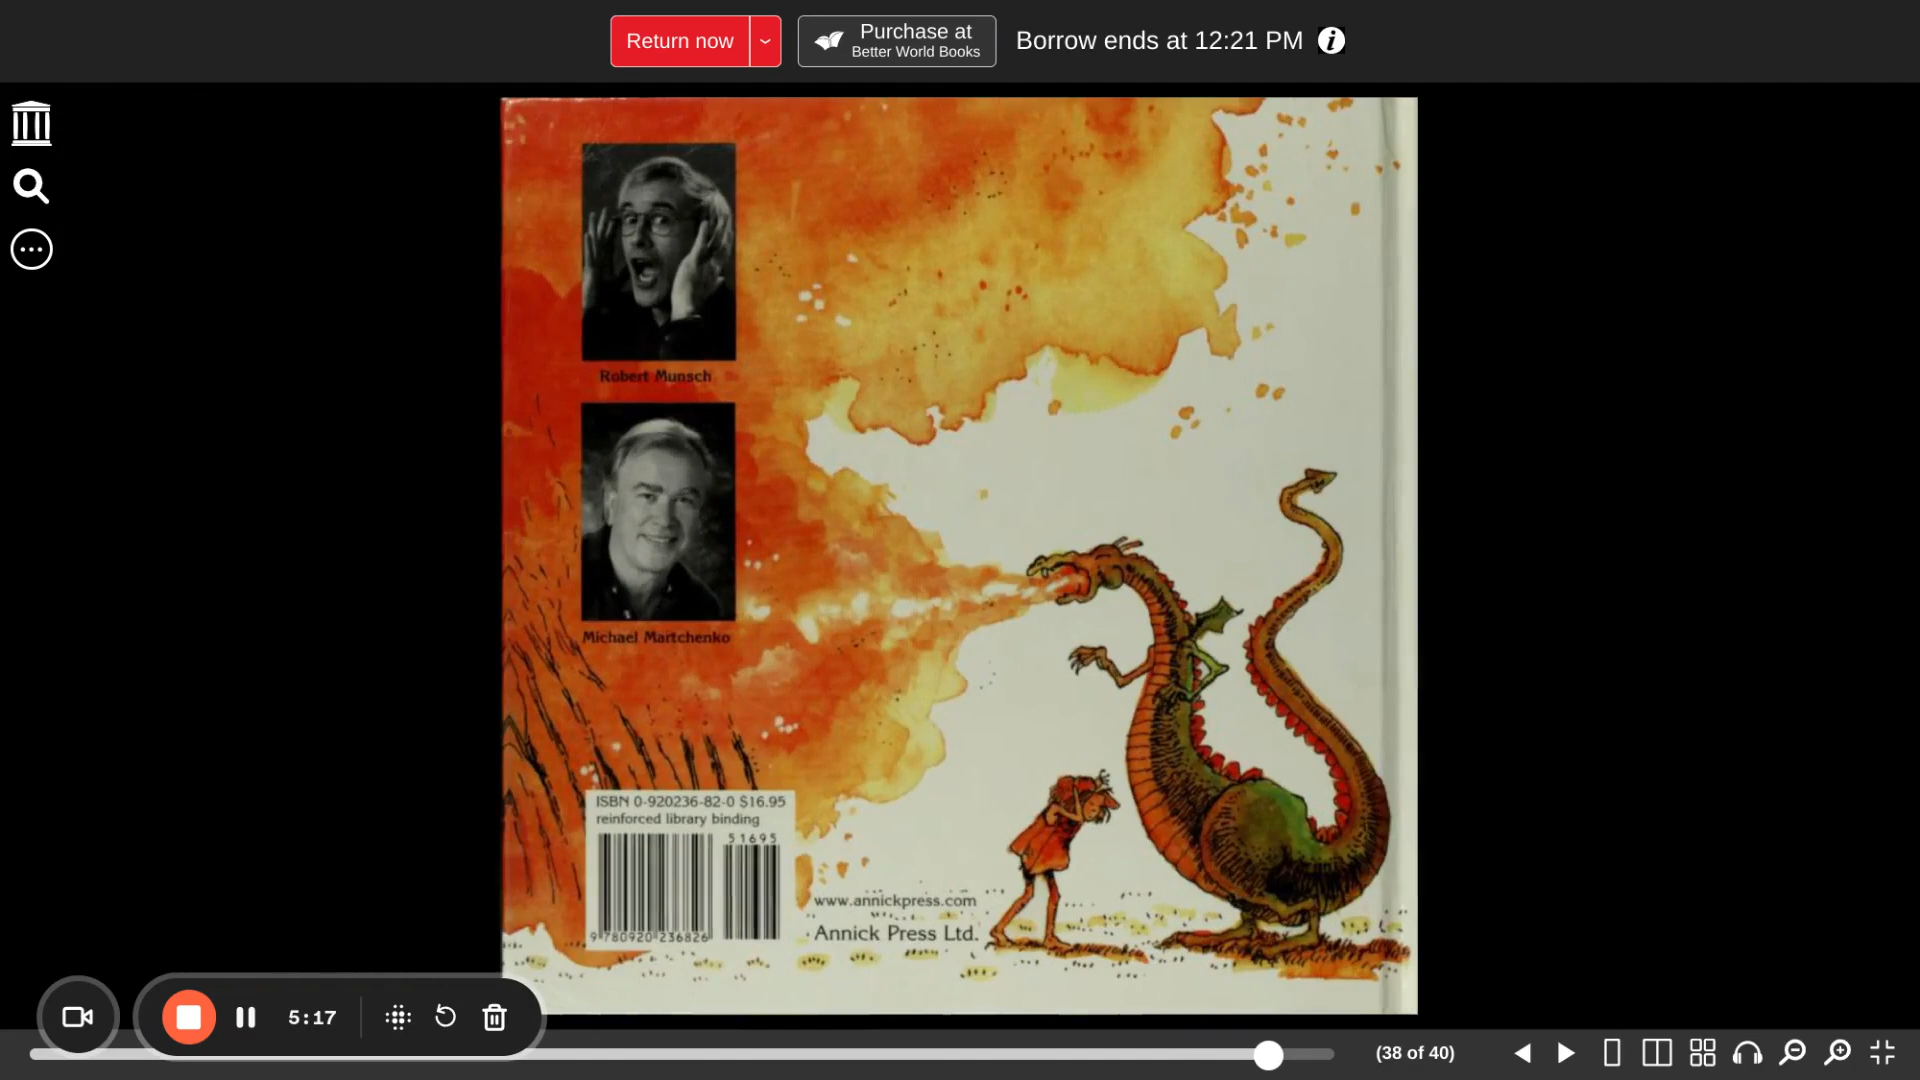 Return now
Purchase at
Better World Books
Borrow ends at 12:21 PM
Robert Munsch
Michael Martchenko
ISBN 0-920236-82-0 $16.95
reinforced library binding
51695
9 780920 236826
www.annickpress.com
Annick Press Ltd.
5:17
(38 of 40)